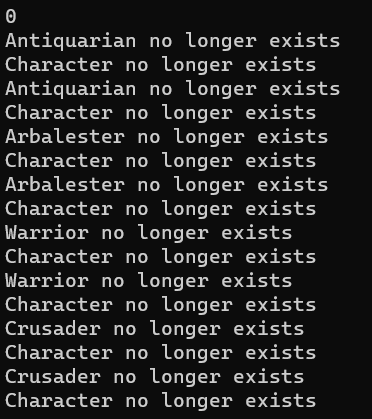 0
Antiquarian no longer exists
Character no longer exists
Antiquarian no longer exists
Character no longer exists
Arbalester no longer exists
Character no longer exists
Arbalester no longer exists
Character no longer exists
Warrior no longer exists
Character no longer exists
Warrior no longer exists
Character no longer exists
Crusader no longer exists
Character no longer exists
Crusader no longer exists
Character no longer exists